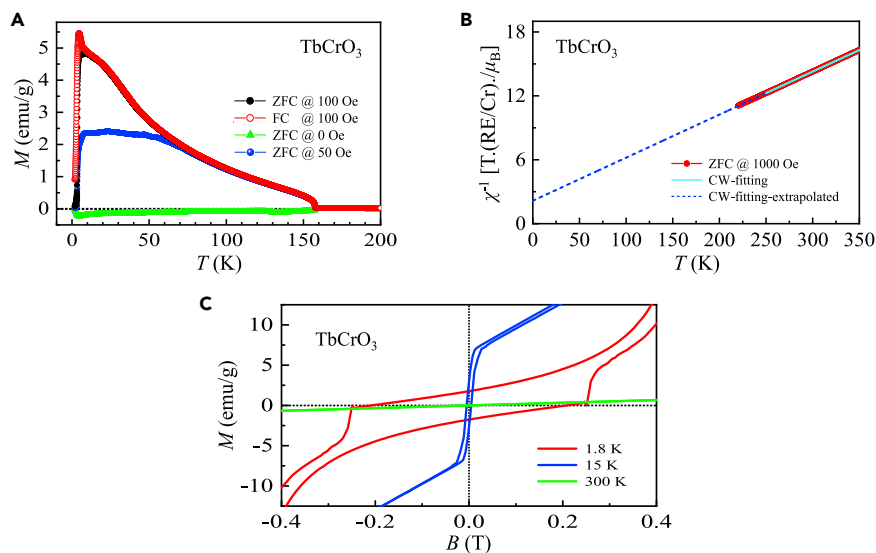 A
TbCrO₃
M (emu/g)
5
4
3
2
1
0
ZFC @ 100 Oe
FC @ 100 Oe
ZFC @ 0 Oe
ZFC @ 50 Oe
0 50 100 150 200
T (K)
B
TbCrO₃
χ⁻¹ [T.(RE/Cr)./μB]
18
12
6
0
ZFC @ 1000 Oe
CW-fitting
CW-fitting-extrapolated
0 50 100 150 200 250 300 350
T (K)
C
TbCrO₃
M (emu/g)
10
5
0
-5
-10
1.8 K
15 K
300 K
-0.4 -0.2 0.0 0.2 0.4
B (T)